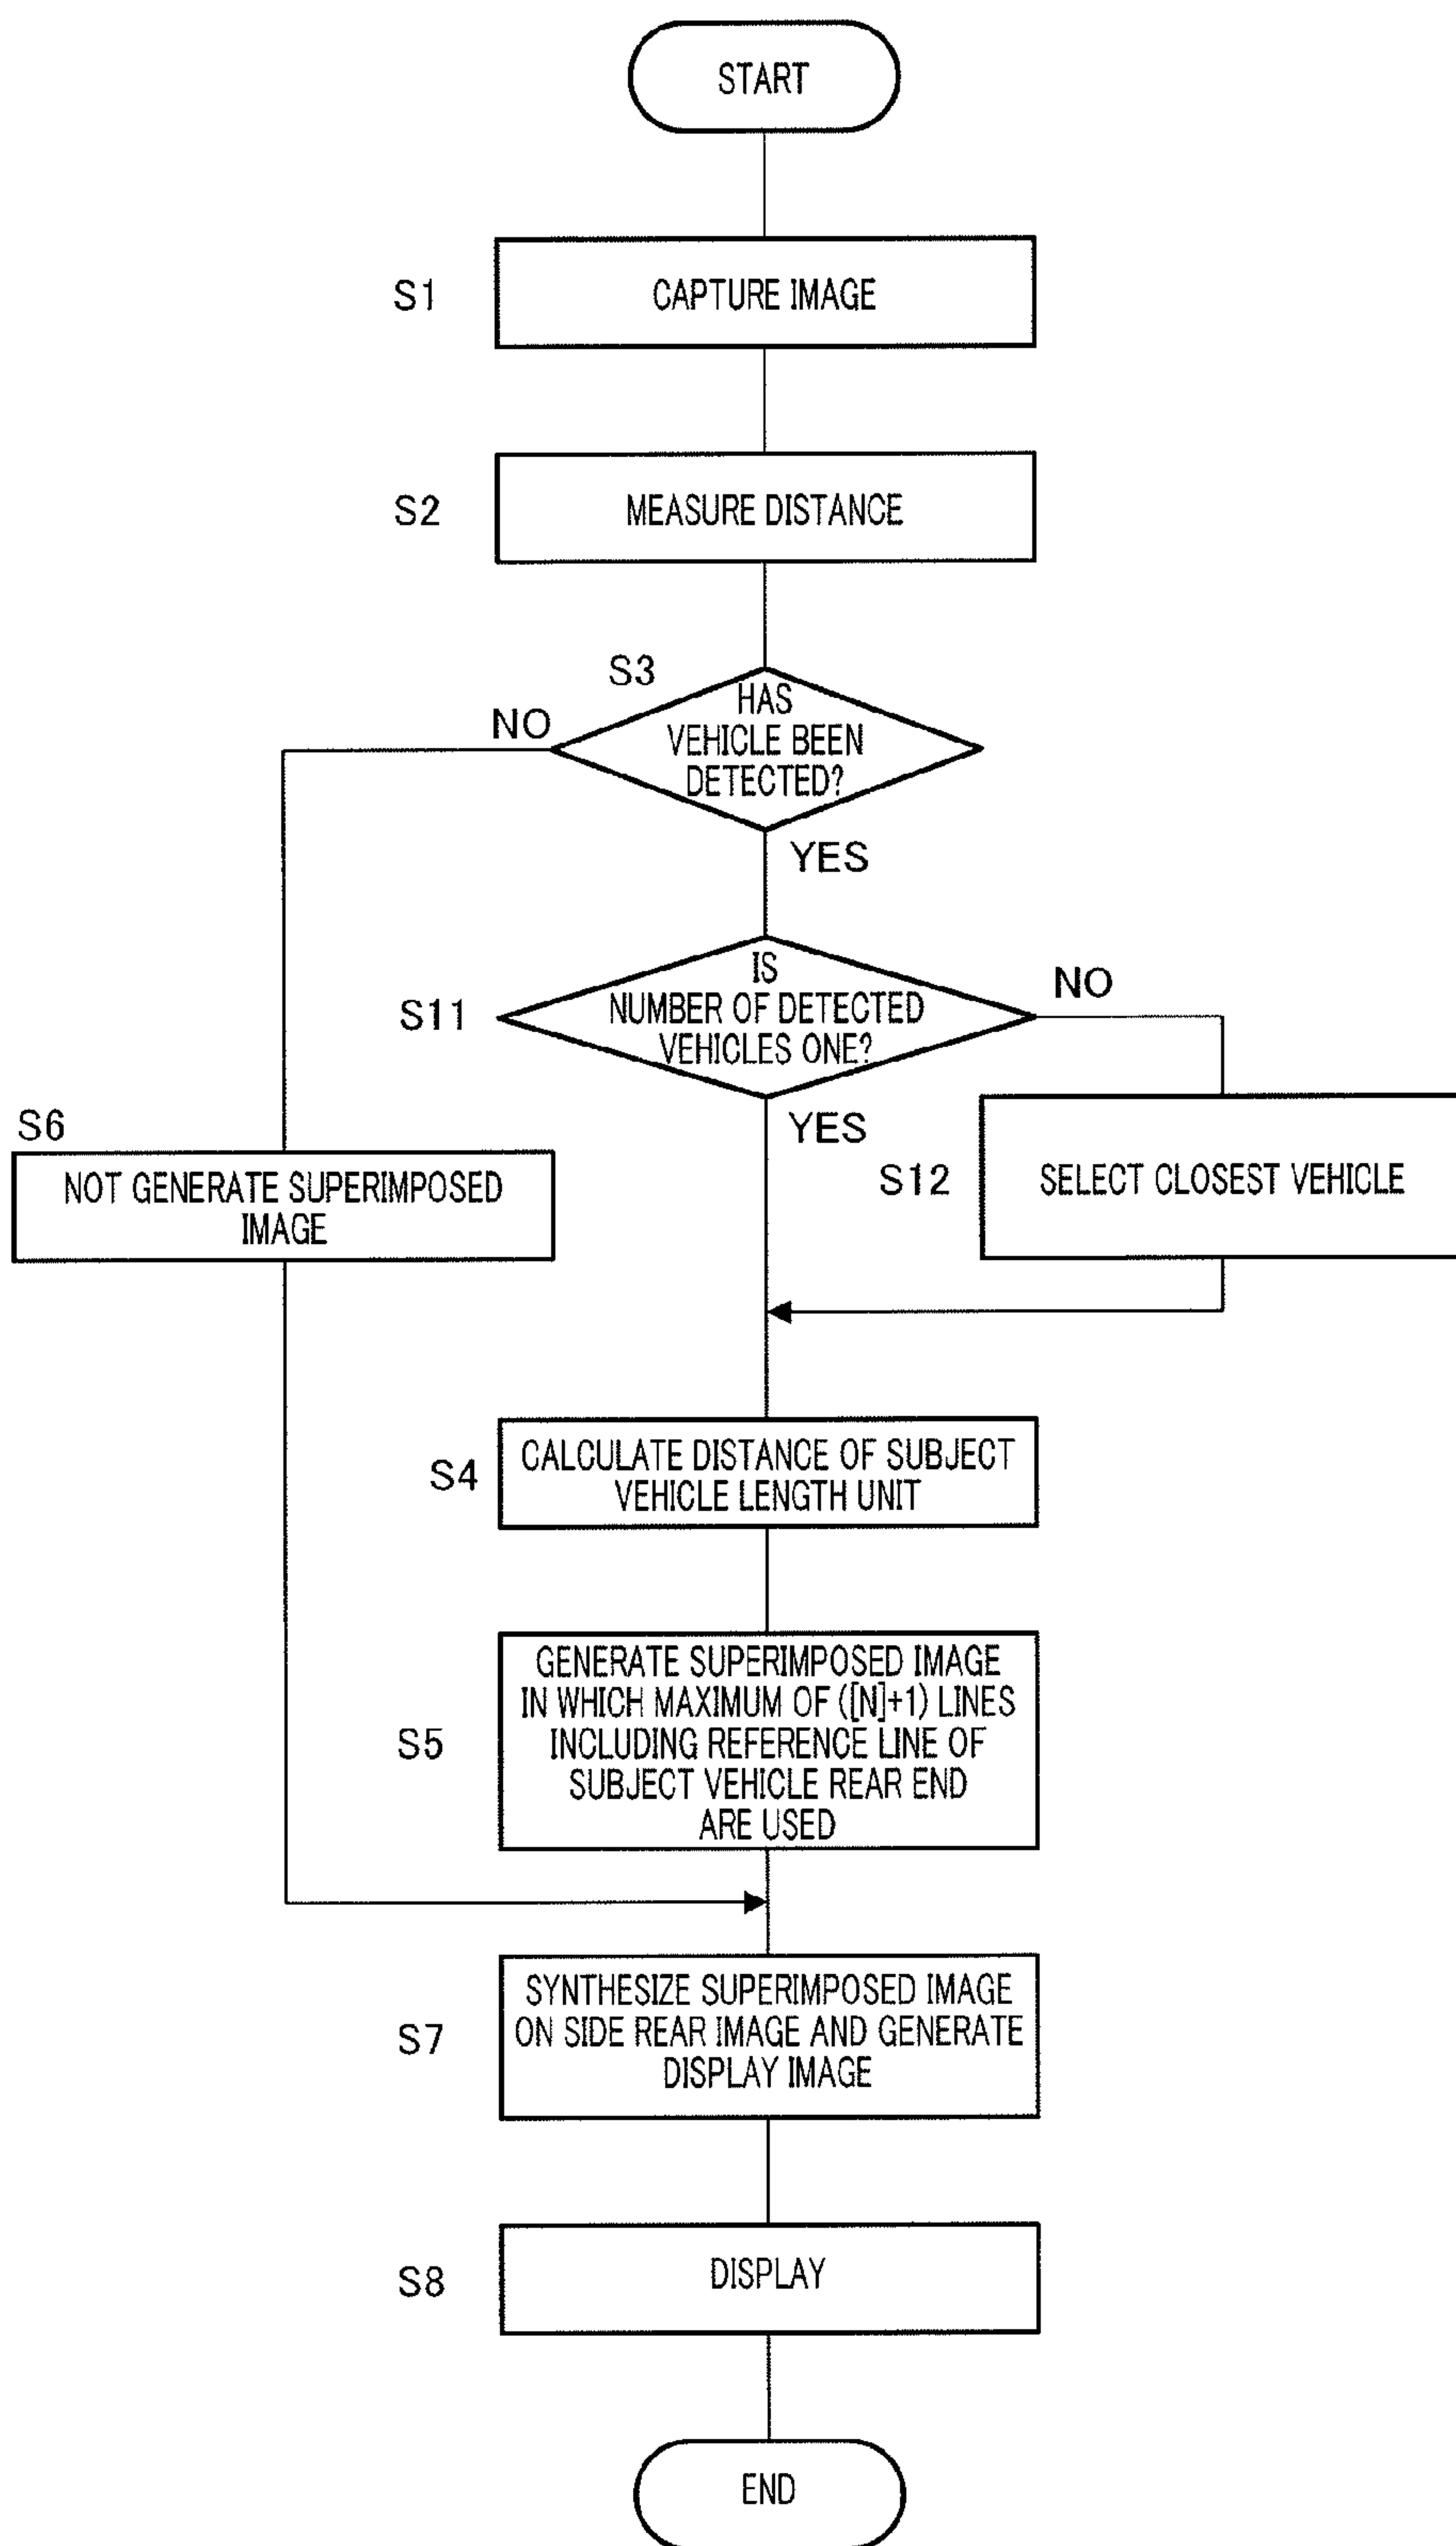 START
S1
CAPTURE IMAGE
S2
MEASURE DISTANCE
S3
HAS
VEHICLE BEEN
DETECTED?
NO
YES
S11
IS
NUMBER OF DETECTED
VEHICLES ONE?
NO
YES
S6
NOT GENERATE SUPERIMPOSED
IMAGE
S12
SELECT CLOSEST VEHICLE
S4
CALCULATE DISTANCE OF SUBJECT
VEHICLE LENGTH UNIT
S5
GENERATE SUPERIMPOSED IMAGE
IN WHICH MAXIMUM OF ([N]+1) LINES
INCLUDING REFERENCE LINE OF
SUBJECT VEHICLE REAR END
ARE USED
S7
SYNTHESIZE SUPERIMPOSED IMAGE
ON SIDE REAR IMAGE AND GENERATE
DISPLAY IMAGE
S8
DISPLAY
END